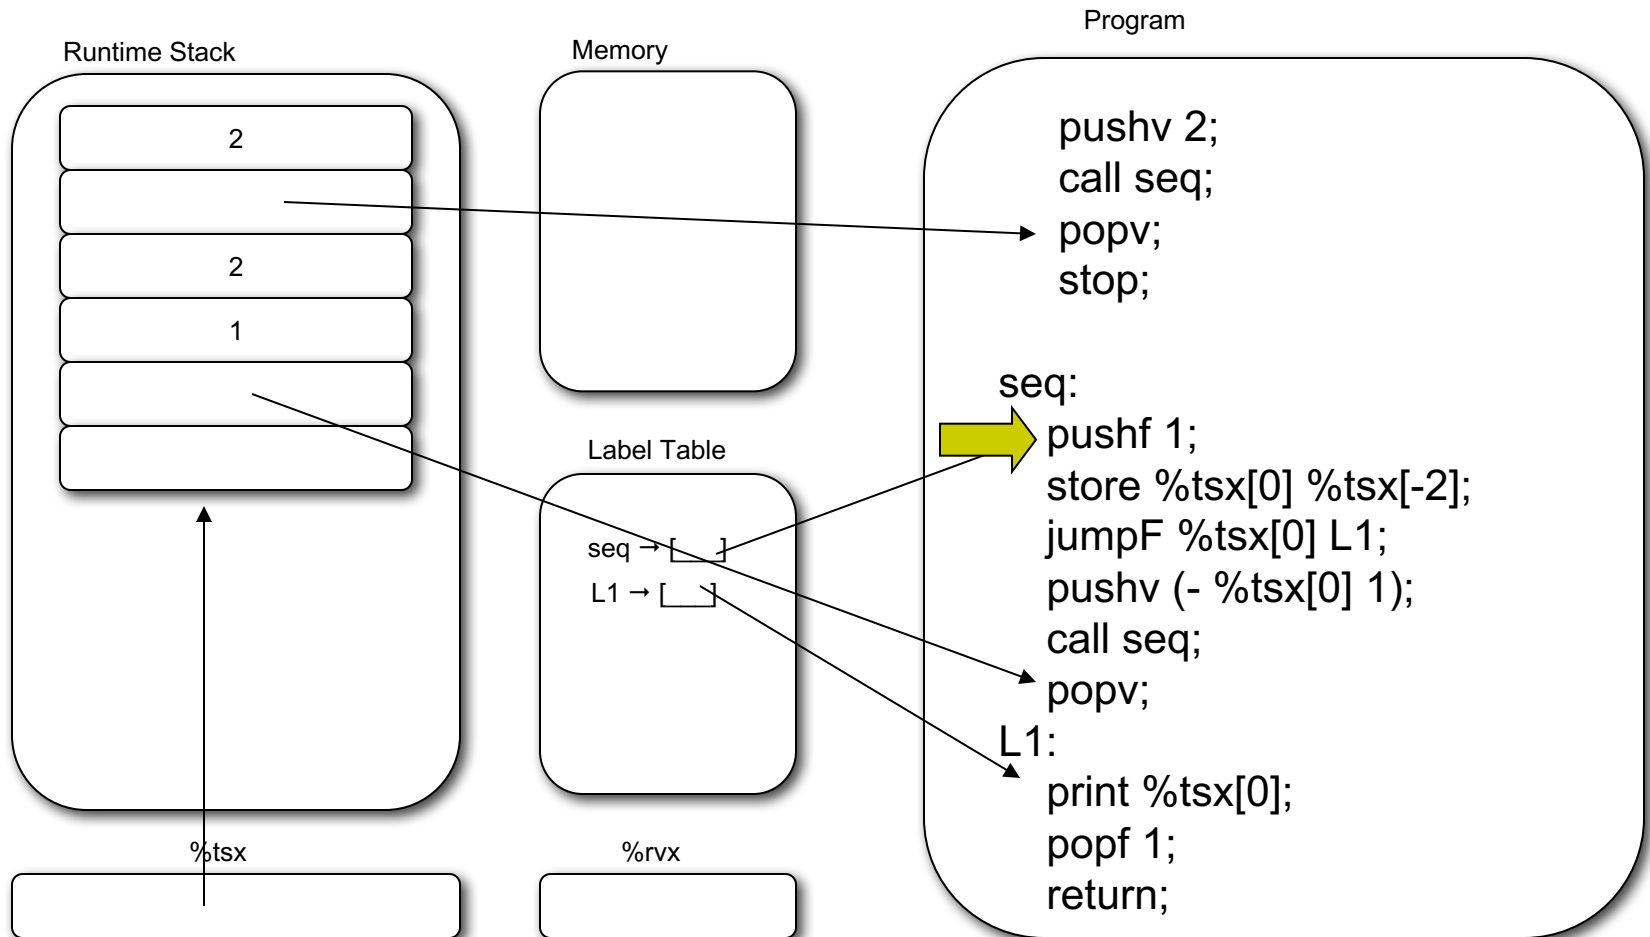 Runtime Stack
2
2
1
Memory
Label Table
seq → [___]
L1 → [___]
%tsx
%rvx
Program
pushv 2;
call seq;
popv;
stop;
seq:
pushf 1;
store %tsx[0] %tsx[-2];
jumpF %tsx[0] L1;
pushv (- %tsx[0] 1);
call seq;
popv;
L1:
print %tsx[0];
popf 1;
return;